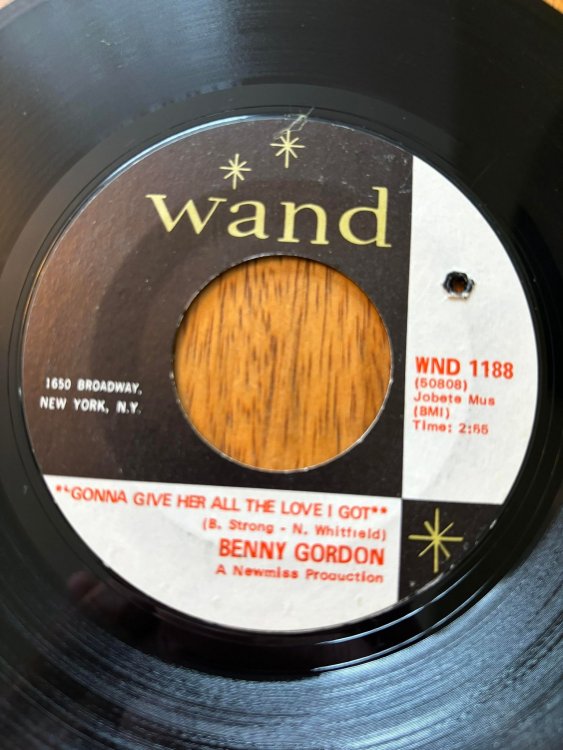 wand
1650 BROADWAY,
NEW YORK, N.Y.
WND 1188
(50808)
Jobete Mus
(BMI)
Time: 2:55
**GONNA GIVE HER ALL THE LOVE I GOT**
(B. Strong - N. Whitfield)
BENNY GORDON
A Newmiss Production